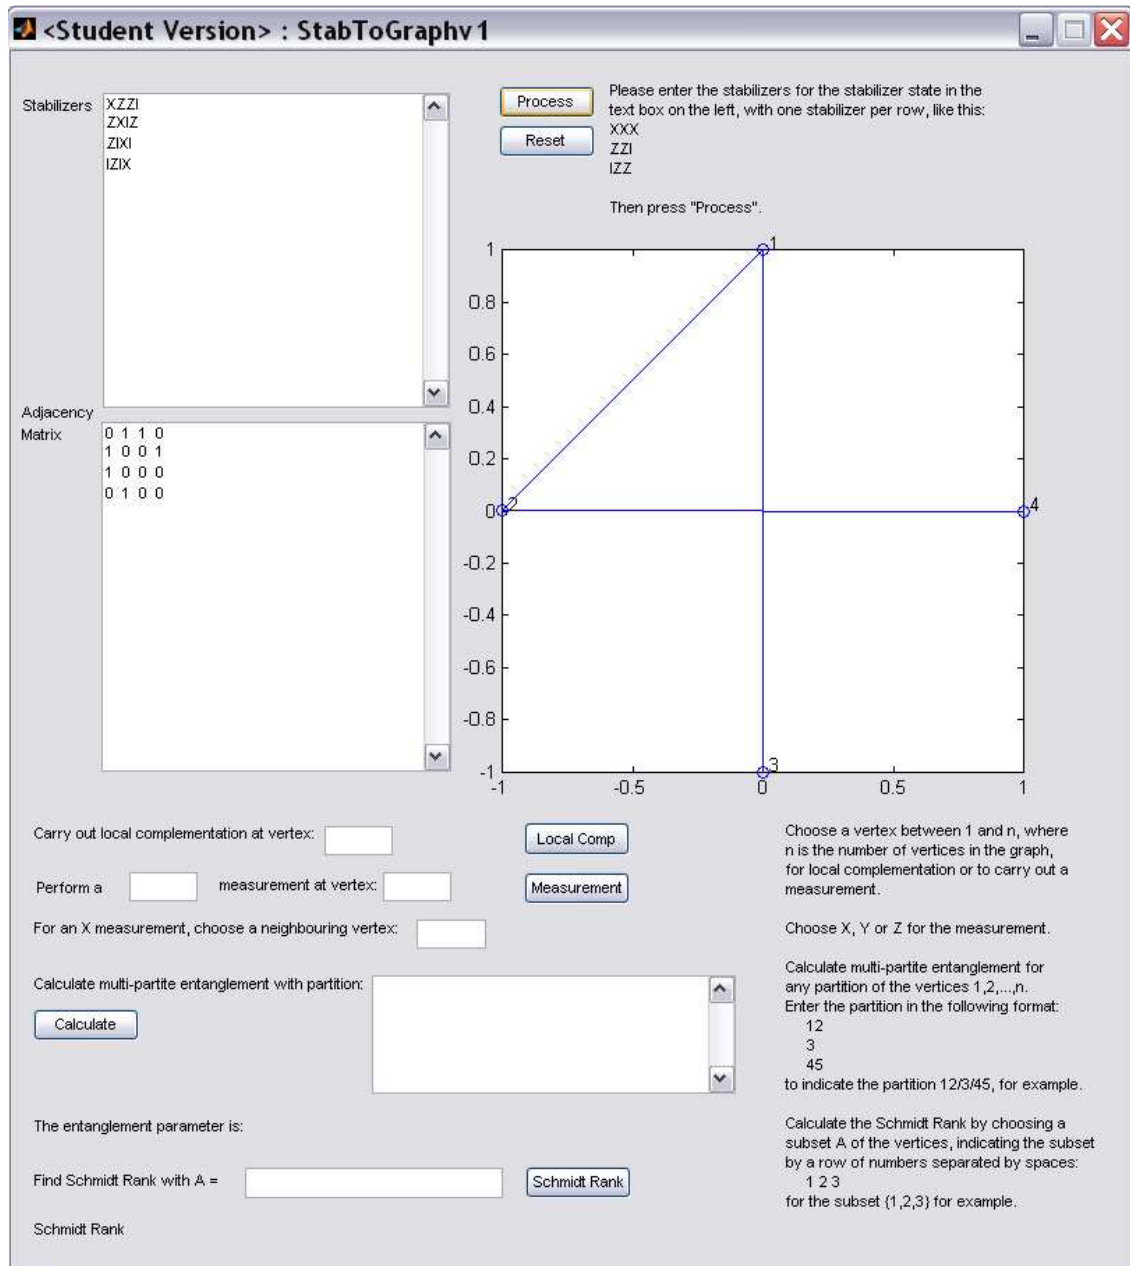 <Student Version> : StabToGraphv1
Stabilizers
XZZI
ZXIZ
ZIXI
IZIX
Process
Reset
Please enter the stabilizers for the stabilizer state in the
text box on the left, with one stabilizer per row, like this:
XXX
ZZI
IZZ
Then press "Process".
Adjacency
Matrix
0 1 1 0
1 0 0 1
1 0 0 0
0 1 0 0
1
0.8
0.6
0.4
0.2
0
-0.2
-0.4
-0.6
-0.8
-1
1
2
4
3
-1
-0.5
0
0.5
1
Carry out local complementation at vertex:
Local Comp
Perform a
measurement at vertex:
Measurement
For an X measurement, choose a neighbouring vertex:
Calculate multi-partite entanglement with partition:
Calculate
The entanglement parameter is:
Find Schmidt Rank with A =
Schmidt Rank
Schmidt Rank
Choose a vertex between 1 and n, where
n is the number of vertices in the graph,
for local complementation or to carry out a
measurement.
Choose X, Y or Z for the measurement.
Calculate multi-partite entanglement for
any partition of the vertices 1,2,...,n.
Enter the partition in the following format:
12
3
45
to indicate the partition 12/3/45, for example.
Calculate the Schmidt Rank by choosing a
subset A of the vertices, indicating the subset
by a row of numbers separated by spaces:
1 2 3
for the subset {1,2,3} for example.